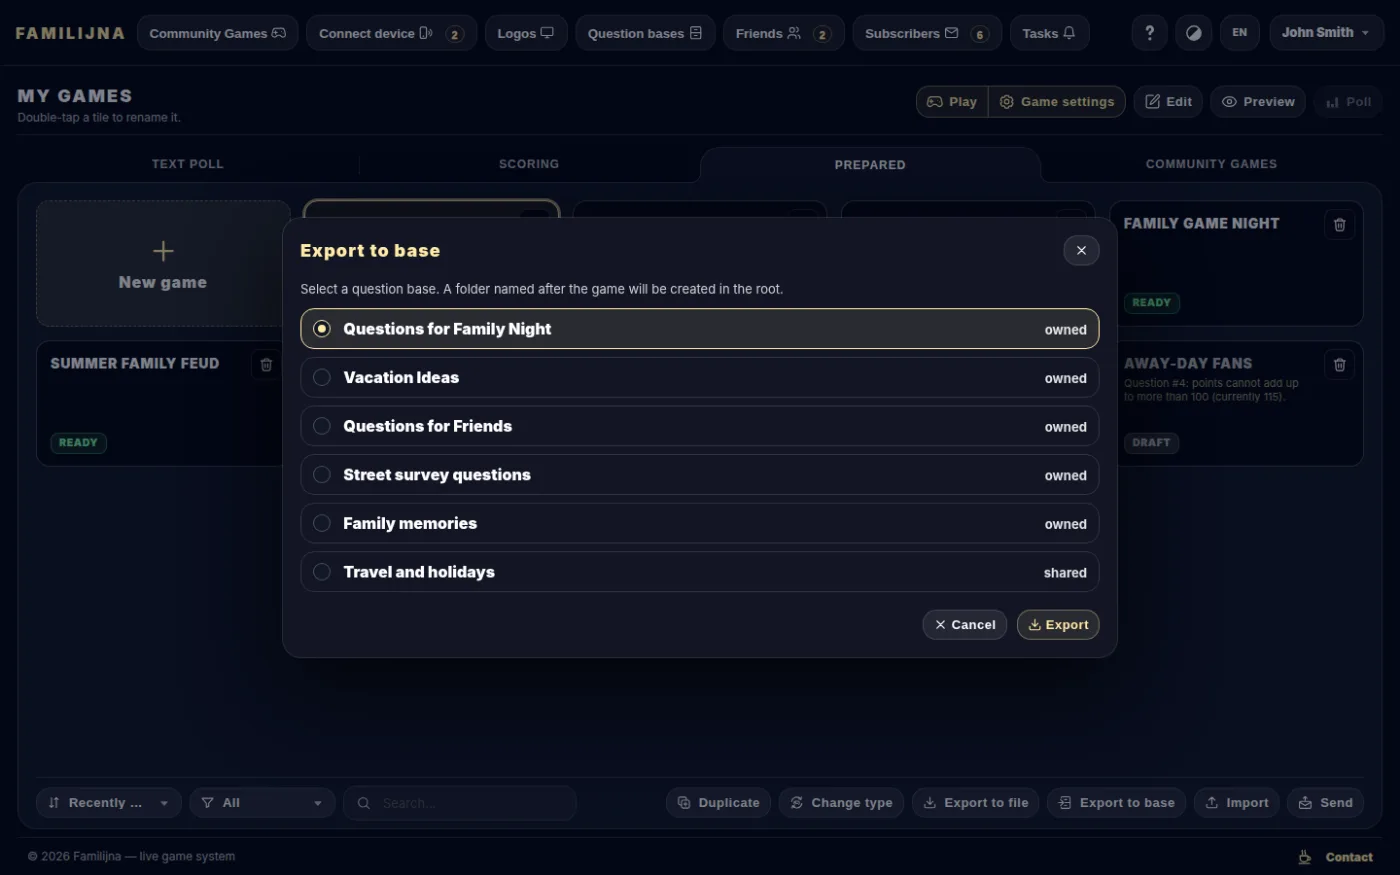 FAMILIJNA
Community Games
Connect device 2
Logos
Question bases
Friends 2
Subscribers 6
Tasks
?
EN
John Smith
MY GAMES
Double-tap a tile to rename it.
Play
Game settings
Edit
Preview
Poll
TEXT POLL
SCORING
PREPARED
COMMUNITY GAMES
New game
FAMILY GAME NIGHT
READY
SUMMER FAMILY FEUD
READY
AWAY-DAY FANS
Question #4: points cannot add up
to more than 100 (currently 115).
DRAFT
Export to base
Select a question base. A folder named after the game will be created in the root.
Questions for Family Night owned
Vacation Ideas owned
Questions for Friends owned
Street survey questions owned
Family memories owned
Travel and holidays shared
Cancel
Export
Recently ...
All
Search...
Duplicate
Change type
Export to file
Export to base
Import
Send
© 2026 Familijna — live game system
Contact